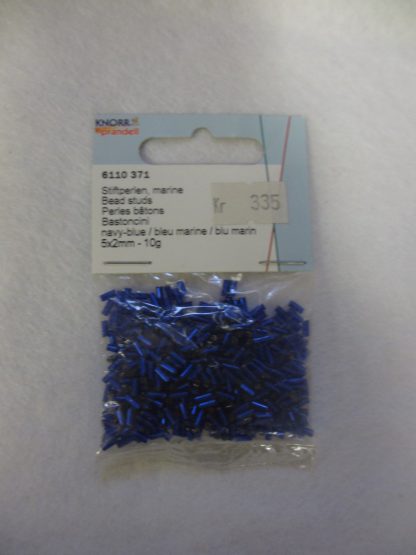 KNORR
prandell
6110 371
Stiftperlen, marine
Bead studs
Perles bâtons
Bastoncini
navy-blue / bleu marine / blu marin
5x2mm - 10g
Kr 335